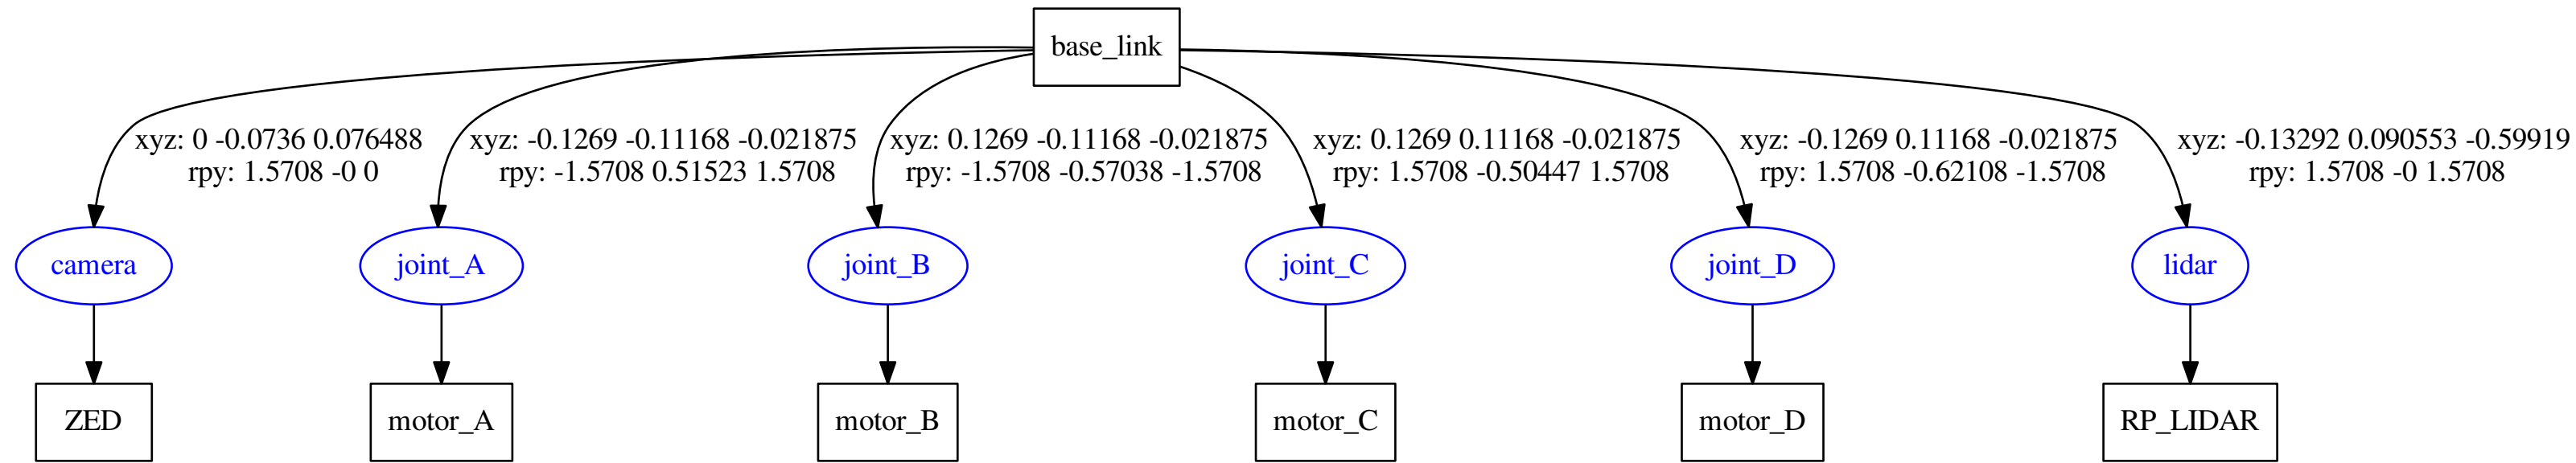 base_link
xyz: 0 -0.0736 0.076488
rpy: 1.5708 -0 0
xyz: -0.1269 -0.11168 -0.021875
rpy: -1.5708 0.51523 1.5708
xyz: 0.1269 -0.11168 -0.021875
rpy: -1.5708 -0.57038 -1.5708
xyz: 0.1269 0.11168 -0.021875
rpy: 1.5708 -0.50447 1.5708
xyz: -0.1269 0.11168 -0.021875
rpy: 1.5708 -0.62108 -1.5708
xyz: -0.13292 0.090553 -0.59919
rpy: 1.5708 -0 1.5708
camera
joint_A
joint_B
joint_C
joint_D
lidar
ZED
motor_A
motor_B
motor_C
motor_D
RP_LIDAR